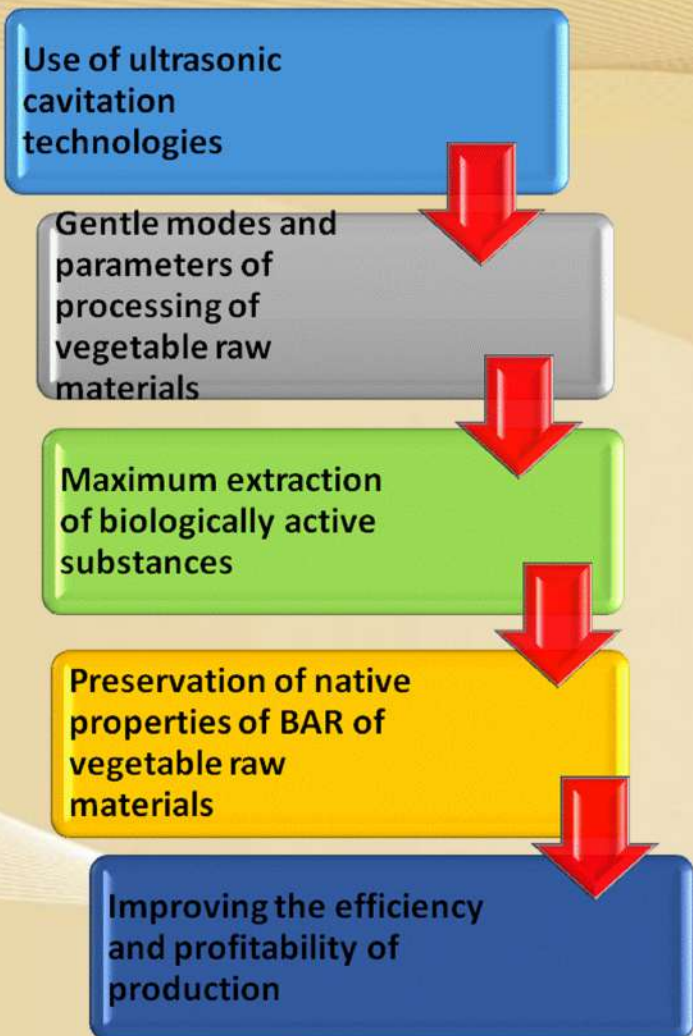 Use of ultrasonic
cavitation
technologies
Gentle modes and
parameters of
processing of
vegetable raw
materials
Maximum extraction
of biologically active
substances
Preservation of native
properties of BAR of
vegetable raw
materials
Improving the efficiency
and profitability of
production